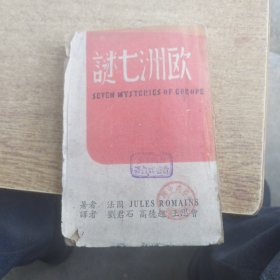 謎七洲歐
SEVEN MYSTERIES OF EUROPE
著者 法國 JULES ROMAINS
譯者 劉君石 高德超 王思曾